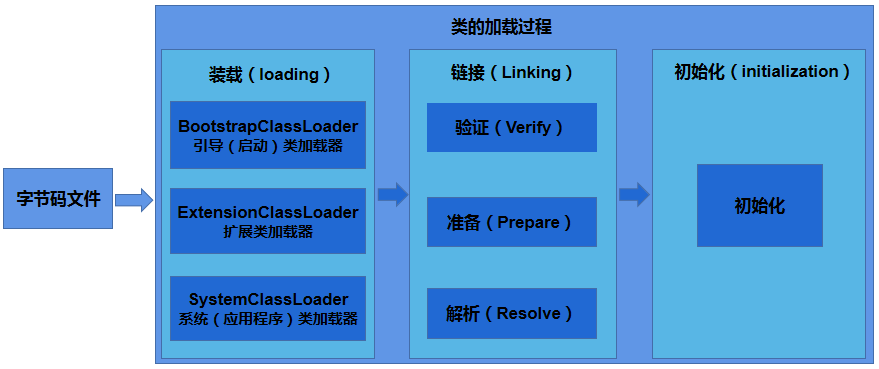 类的加载过程
字节码文件
装载（loading）
BootstrapClassLoader
引导（启动）类加载器
ExtensionClassLoader
扩展类加载器
SystemClassLoader
系统（应用程序）类加载器
链接（Linking）
验证（Verify）
准备（Prepare）
解析（Resolve）
初始化（initialization）
初始化